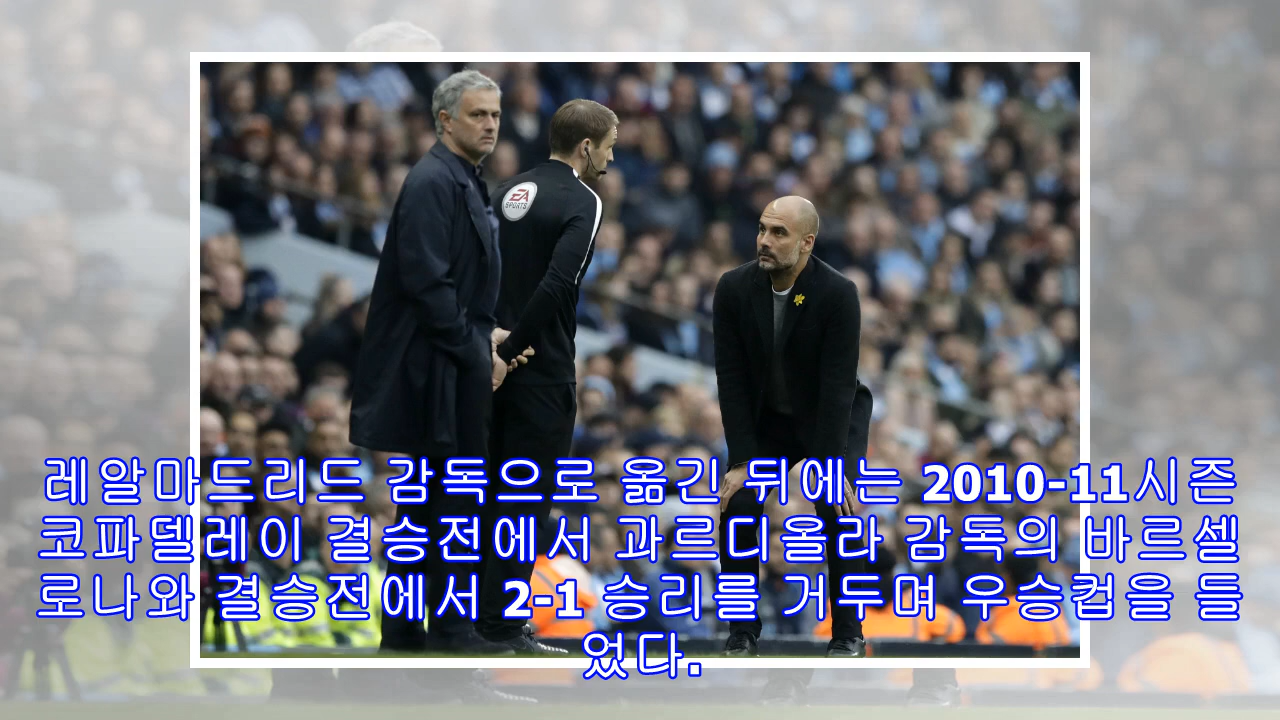 EA
SPORTS
레알마드리드 감독으로 옮긴 뒤에는 2010-11시즌
코파델레이 결승전에서 과르디올라 감독의 바르셀
로나와 결승전에서 2-1 승리를 거두며 우승컵을 들
었다.